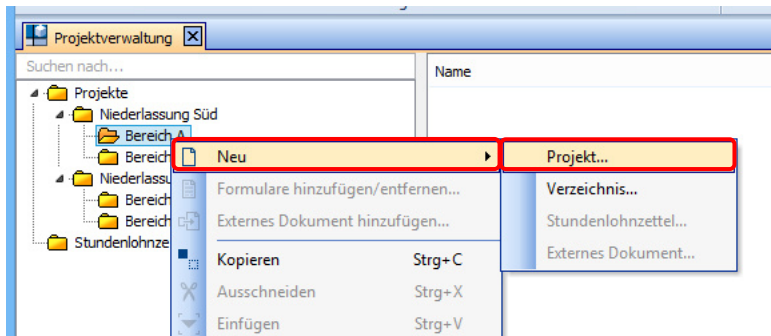 Projektverwaltung
Suchen nach...
Name
Projekte
Niederlassung Süd
Bereich A
Bereich
Niederlassu
Bereich
Bereich
Stundenlohnze
Neu
Formulare hinzufügen/entfernen...
Externes Dokument hinzufügen...
Kopieren Strg+C
Ausschneiden Strg+X
Einfügen Strg+V
Projekt...
Verzeichnis...
Stundenlohnzettel...
Externes Dokument...